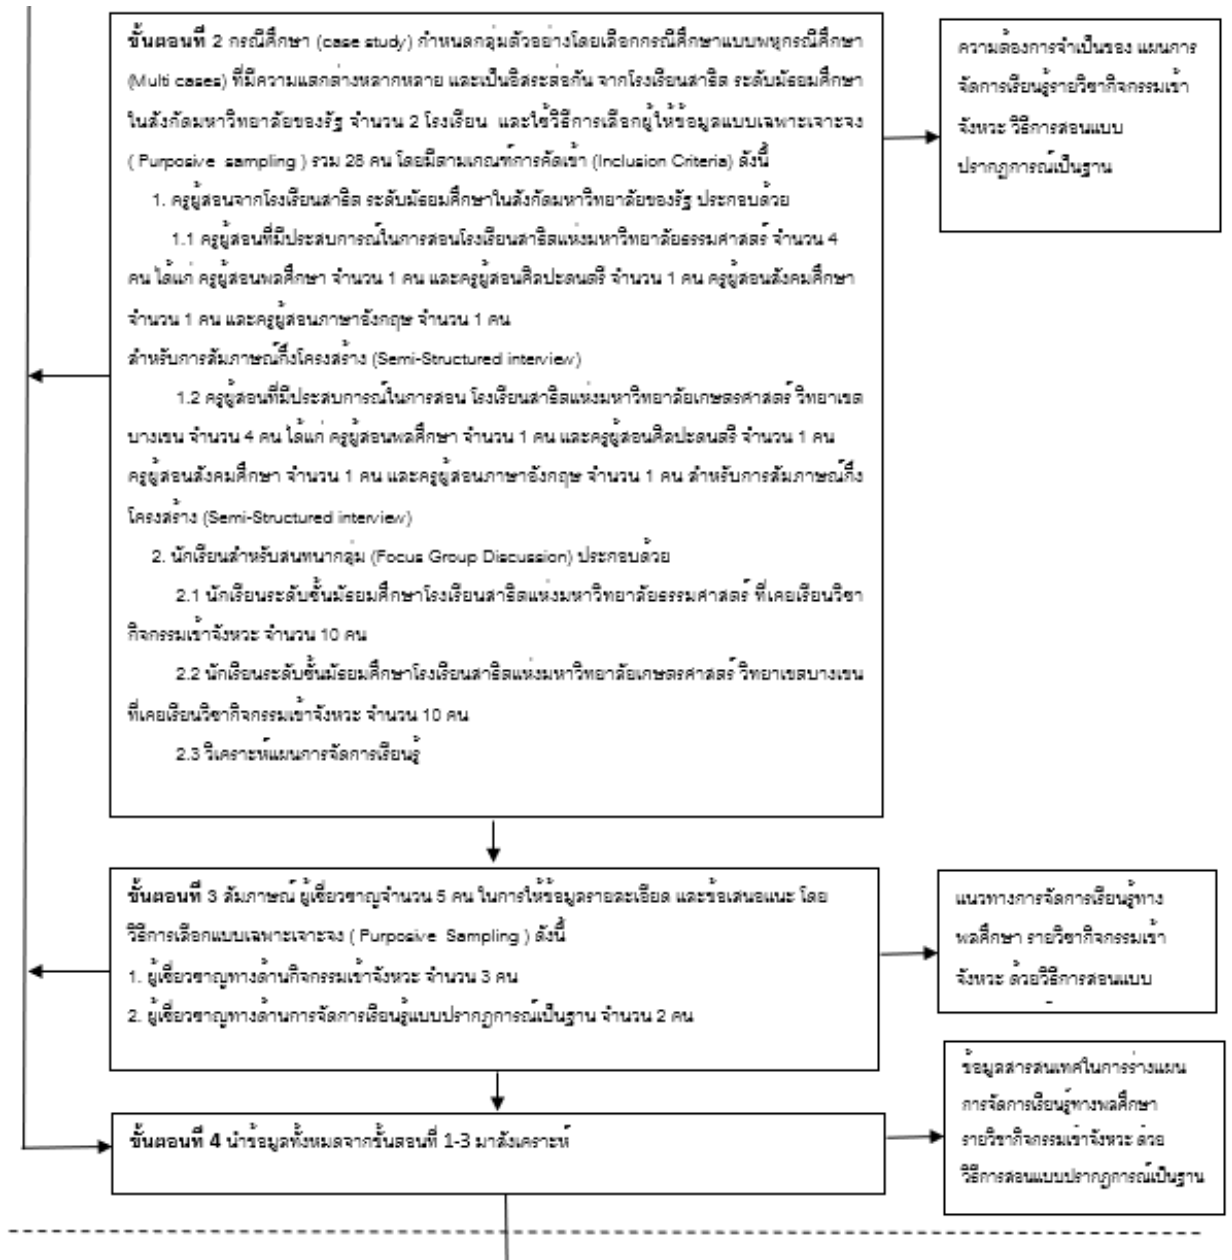 ขั้นตอนที่ 2 กรณีศึกษา (case study) กำหนดกลุ่มตัวอย่างโดยเลือกกรณีศึกษาแบบพหุกรณีศึกษา
(Multi cases) ที่มีความแตกต่างหลากหลาย และเป็นอิสระต่อกัน จากโรงเรียนสาธิต ระดับมัธยมศึกษา
ในสังกัดมหาวิทยาลัยของรัฐ จำนวน 2 โรงเรียน และใช้วิธีการเลือกผู้ให้ข้อมูลแบบเฉพาะเจาะจง
( Purposive sampling ) รวม 28 คน โดยมีตามเกณฑ์การคัดเข้า (Inclusion Criteria) ดังนี้
1. ครูผู้สอนจากโรงเรียนสาธิต ระดับมัธยมศึกษาในสังกัดมหาวิทยาลัยของรัฐ ประกอบด้วย
1.1 ครูผู้สอนที่มีประสบการณ์ในการสอนโรงเรียนสาธิตแห่งมหาวิทยาลัยธรรมศาสตร์ จำนวน 4
คน ได้แก่ ครูผู้สอนพลศึกษา จำนวน 1 คน และครูผู้สอนศิลปะดนตรี จำนวน 1 คน ครูผู้สอนสังคมศึกษา
จำนวน 1 คน และครูผู้สอนภาษาอังกฤษ จำนวน 1 คน
สำหรับการสัมภาษณ์กึ่งโครงสร้าง (Semi-Structured interview)
1.2 ครูผู้สอนที่มีประสบการณ์ในการสอน โรงเรียนสาธิตแห่งมหาวิทยาลัยเกษตรศาสตร์ วิทยาเขต
บางเขน จำนวน 4 คน ได้แก่ ครูผู้สอนพลศึกษา จำนวน 1 คน และครูผู้สอนศิลปะดนตรี จำนวน 1 คน
ครูผู้สอนสังคมศึกษา จำนวน 1 คน และครูผู้สอนภาษาอังกฤษ จำนวน 1 คน สำหรับการสัมภาษณ์กึ่ง
โครงสร้าง (Semi-Structured interview)
2. นักเรียนสำหรับสนทนากลุ่ม (Focus Group Discussion) ประกอบด้วย
2.1 นักเรียนระดับชั้นมัธยมศึกษาโรงเรียนสาธิตแห่งมหาวิทยาลัยธรรมศาสตร์ ที่เคยเรียนวิชา
กิจกรรมเข้าจังหวะ จำนวน 10 คน
2.2 นักเรียนระดับชั้นมัธยมศึกษาโรงเรียนสาธิตแห่งมหาวิทยาลัยเกษตรศาสตร์ วิทยาเขตบางเขน
ที่เคยเรียนวิชากิจกรรมเข้าจังหวะ จำนวน 10 คน
2.3 วิเคราะห์แผนการจัดการเรียนรู้
ความต้องการจำเป็นของ แผนการ
จัดการเรียนรู้รายวิชากิจกรรมเข้า
จังหวะ วิธีการสอนแบบ
ปรากฏการณ์เป็นฐาน
ขั้นตอนที่ 3 สัมภาษณ์ ผู้เชี่ยวชาญจำนวน 5 คน ในการให้ข้อมูลรายละเอียด และข้อเสนอแนะ โดย
วิธีการเลือกแบบเฉพาะเจาะจง ( Purposive Sampling ) ดังนี้
1. ผู้เชี่ยวชาญทางด้านกิจกรรมเข้าจังหวะ จำนวน 3 คน
2. ผู้เชี่ยวชาญทางด้านการจัดการเรียนรู้แบบปรากฏการณ์เป็นฐาน จำนวน 2 คน
แนวทางการจัดการเรียนรู้ทาง
พลศึกษา รายวิชากิจกรรมเข้า
จังหวะ ด้วยวิธีการสอนแบบ
ขั้นตอนที่ 4 นำข้อมูลทั้งหมดจากขั้นตอนที่ 1-3 มาสังเคราะห์
ข้อมูลสารสนเทศในการร่างแผน
การจัดการเรียนรู้ทางพลศึกษา
รายวิชากิจกรรมเข้าจังหวะ ด้วย
วิธีการสอนแบบปรากฏการณ์เป็นฐาน